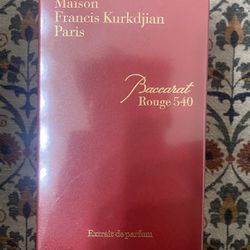 Maison
Francis Kurkdjian
Paris
Baccarat
Rouge 540
Extrait de parfum